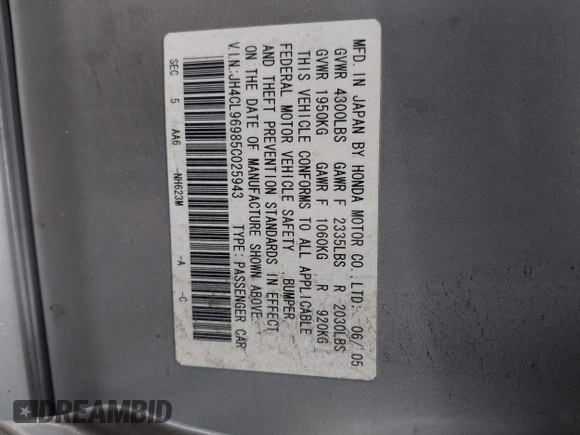 MFD. IN JAPAN BY HONDA MOTOR CO., LTD. 06/'05
GVWR 4300LBS GAWR F 2335LBS R 2030LBS
GVWR 1950KG GAWR F 1060KG R 920KG
THIS VEHICLE CONFORMS TO ALL APPLICABLE
FEDERAL MOTOR VEHICLE SAFETY, BUMPER,
AND THEFT PREVENTION STANDARDS IN EFFECT
ON THE DATE OF MANUFACTURE SHOWN ABOVE.
V.I.N:JH4CL96985C025943 TYPE:PASSENGER CAR
SEC 5 AA6 -NH623M -A -C
DREAMBID